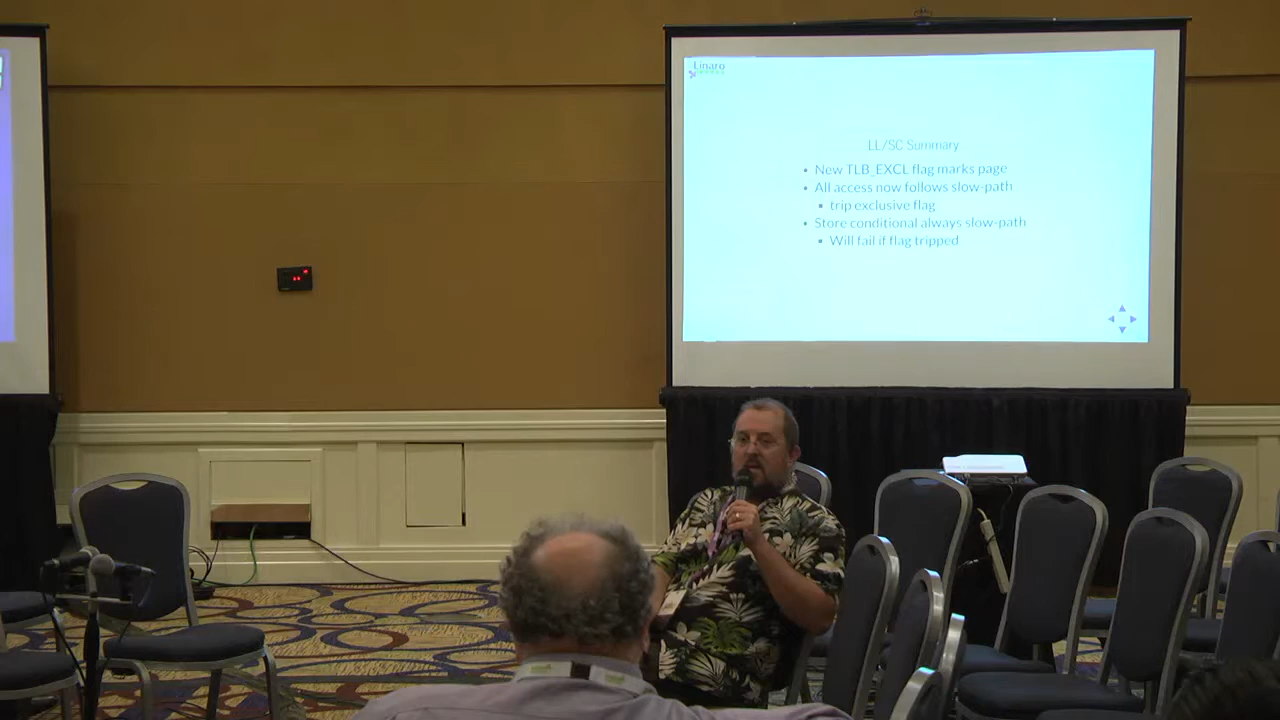 Linaro
LL/SC Summary
• New TLB_EXCL flag marks page
• All access now follows slow-path
▪ trip exclusive flag
• Store conditional always slow-path
▪ Will fail if flag tripped